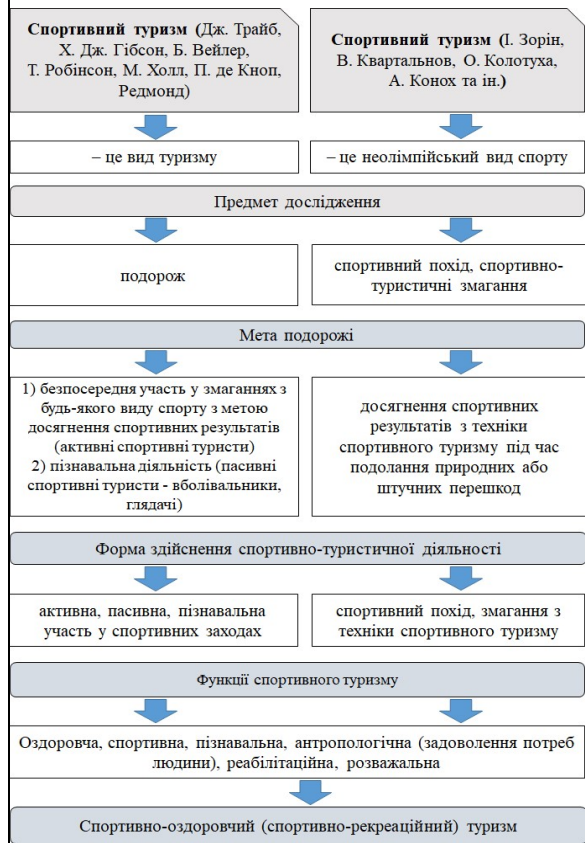 Спортивний туризм (Дж. Трайб,
Х. Дж. Гібсон, Б. Вейлер,
Т. Робінсон, М. Холл, П. де Кноп,
Редмонд)
Спортивний туризм (І. Зорін,
В. Квартальнов, О. Колотуха,
А. Конох та ін.)
– це вид туризму
– це неолімпійський вид спорту
Предмет дослідження
подорож
спортивний похід, спортивно-
туристичні змагання
Мета подорожі
1) безпосередня участь у змаганнях з
будь-якого виду спорту з метою
досягнення спортивних результатів
(активні спортивні туристи)
2) пізнавальна діяльність (пасивні
спортивні туристи - вболівальники,
глядачі)
досягнення спортивних
результатів з техніки
спортивного туризму під час
подолання природних або
штучних перешкод
Форма здійснення спортивно-туристичної діяльності
активна, пасивна, пізнавальна
участь у спортивних заходах
спортивний похід, змагання з
техніки спортивного туризму
Функції спортивного туризму
Оздоровча, спортивна, пізнавальна, антропологічна (задоволення потреб
людини), реабілітаційна, розважальна
Спортивно-оздоровчий (спортивно-рекреаційний) туризм